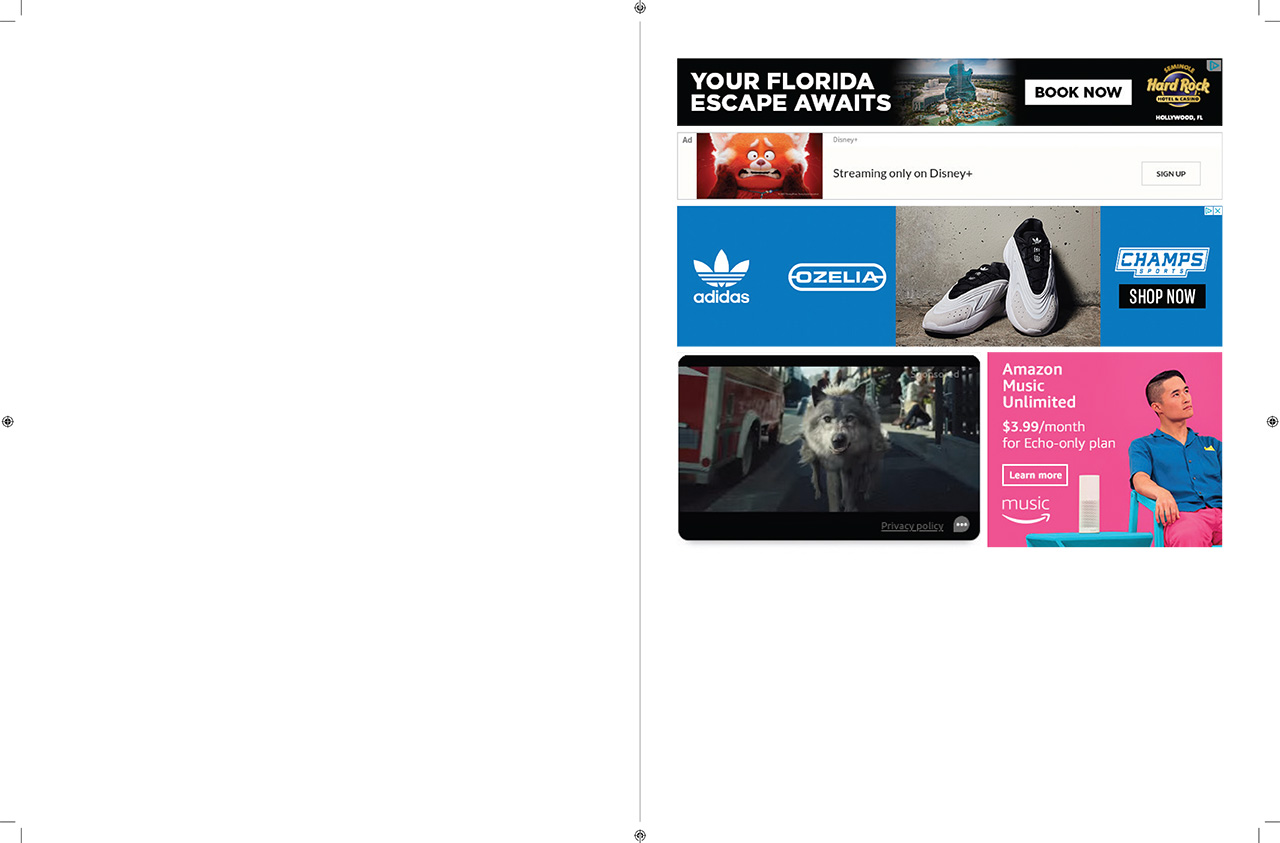 YOUR FLORIDA
ESCAPE AWAITS
BOOK NOW
SEMINOLE
Hard Rock
HOTEL & CASINO
HOLLYWOOD, FL
Ad
Disney+
Streaming only on Disney+
SIGN UP
adidas
OZELIA
CHAMPS
SPORTS
SHOP NOW
Sponsored
Privacy policy
Amazon
Music
Unlimited
$3.99/month
for Echo-only plan
Learn more
music